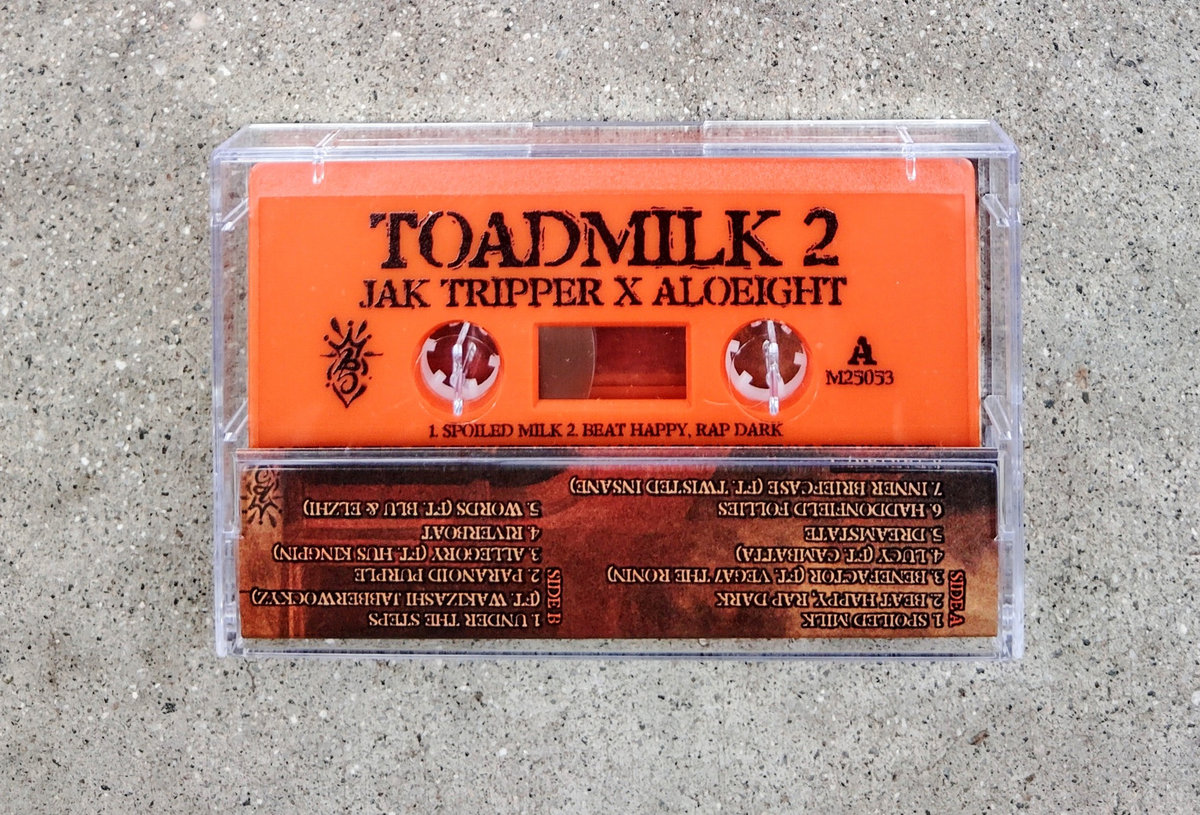 TOADMILK 2
JAK TRIPPER X ALOEIGHT
A
M25053
1. SPOILED MILK 2. BEAT HAPPY, RAP DARK
SIDE A
1. SPOILED MILK
2. BEAT HAPPY, RAP DARK
3. BENEFACTOR (FT. VEGA7 THE RONIN)
4. LUCY (FT. CAMBATTA)
5. DREAMSTATE
6. HADDONFIELD FOLLIES
7. INNER BRIEFCASE (FT. TWISTED INSANE)
SIDE B
1. UNDER THE STEPS
(FT. WAKIZASHI JABBERWOCKYZ)
2. PARANOID PURPLE
3. ALLEGORY (FT. HUS KINGPIN)
4. RIVERBOAT
5. WORDS (FT. BLU & ELZHI)